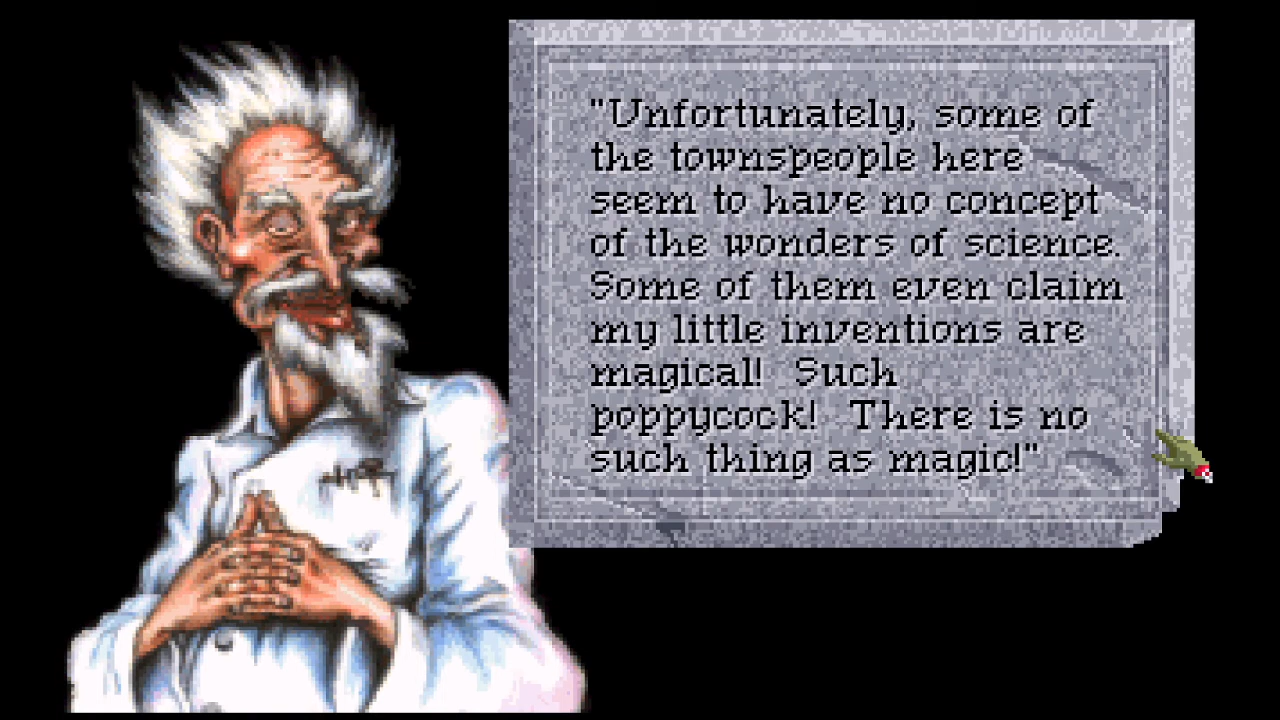 "Unfortunately, some of
the townspeople here
seem to have no concept
of the wonders of science.
Some of them even claim
my little inventions are
magical!  Such
poppycock!  There is no
such thing as magic!"